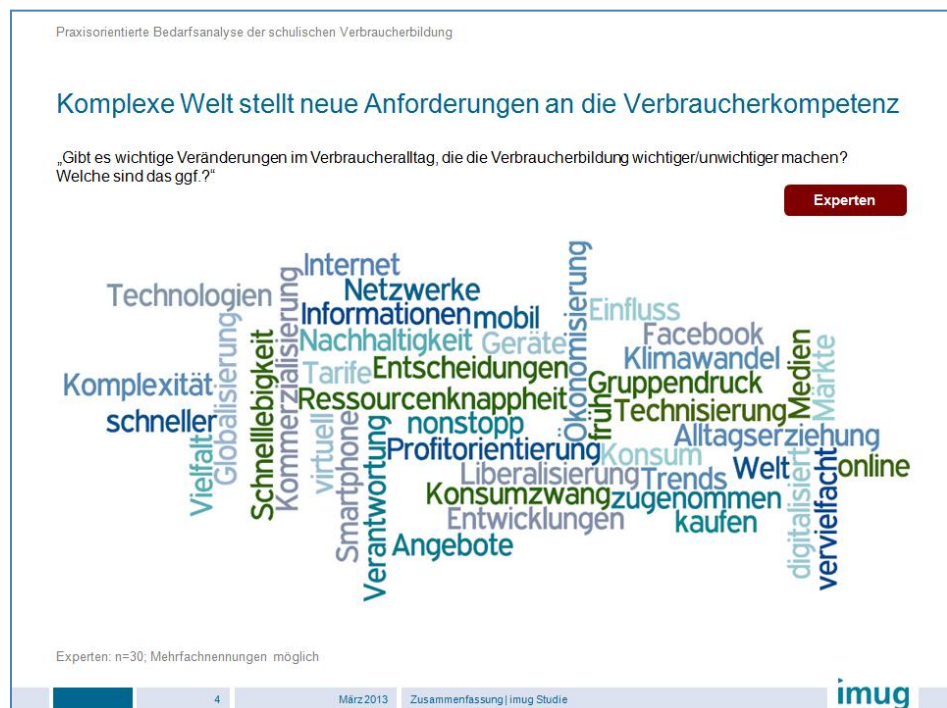 Praxisorientierte Bedarfsanalyse der schulischen Verbraucherbildung
Komplexe Welt stellt neue Anforderungen an die Verbraucherkompetenz
„Gibt es wichtige Veränderungen im Verbraucheralltag, die die Verbraucherbildung wichtiger/unwichtiger machen?
Welche sind das ggf.?“
Experten
Technologien
Komplexität
schneller
Vielfalt
Globalisierung
Schnelllebigkeit
Kommerzialisierung
Internet
Netzwerke
Informationen
mobil
Nachhaltigkeit
Geräte
Tarife
Entscheidungen
Ressourcenknappheit
virtuell
Smartphone
Verantwortung
nonstopp
Profitorientierung
Liberalisierung
Konsumzwang
Entwicklungen
Angebote
Ökonomisierung
früh
Einfluss
Facebook
Klimawandel
Gruppendruck
Technisierung
Medien
Märkte
Alltagserziehung
Konsum
Trends
Welt
online
zugenommen
kaufen
digitalisiert
vervielfacht
Experten: n=30; Mehrfachnennungen möglich
4
März 2013
Zusammenfassung | imug Studie
imug